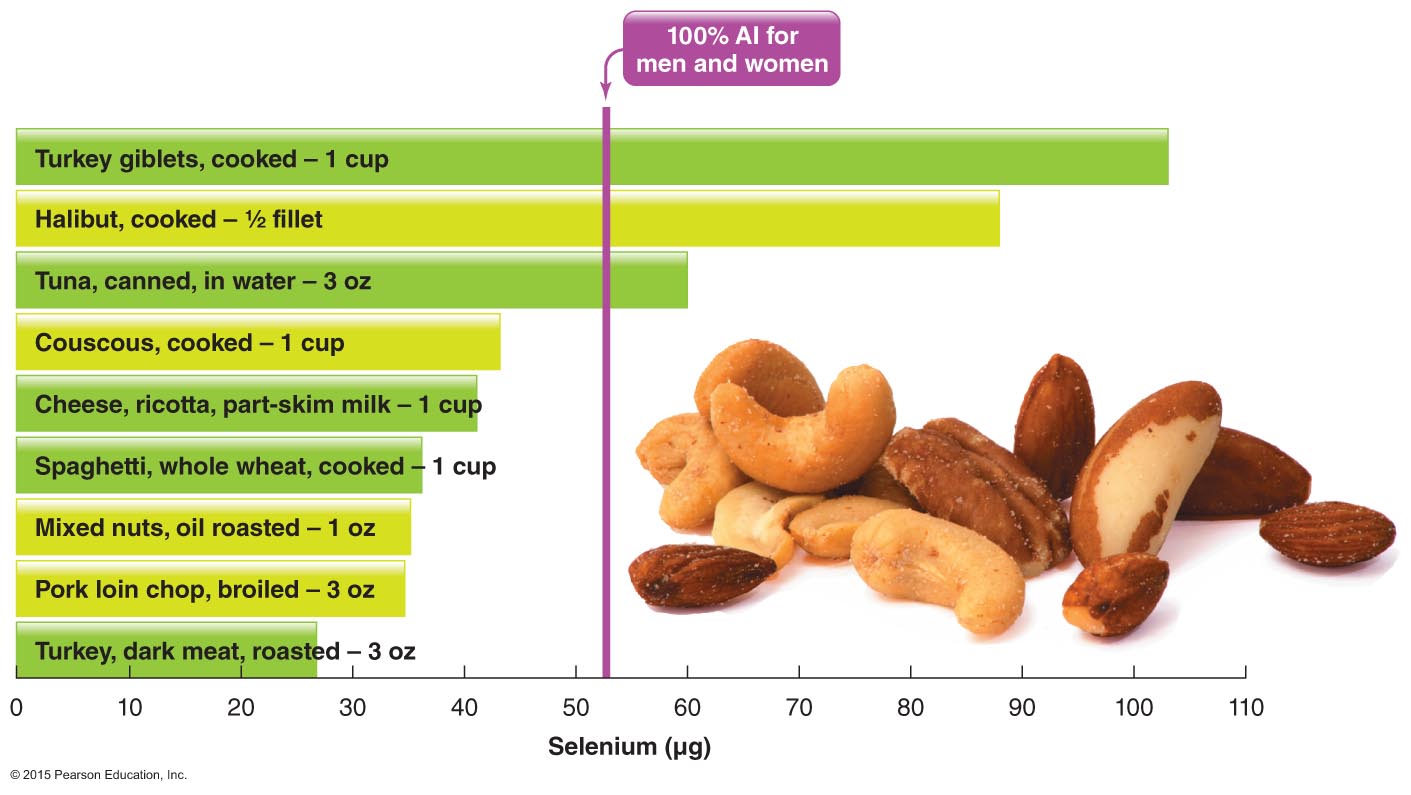 100% AI for
men and women
Turkey giblets, cooked – 1 cup
Halibut, cooked – ½ fillet
Tuna, canned, in water – 3 oz
Couscous, cooked – 1 cup
Cheese, ricotta, part-skim milk – 1 cup
Spaghetti, whole wheat, cooked – 1 cup
Mixed nuts, oil roasted – 1 oz
Pork loin chop, broiled – 3 oz
Turkey, dark meat, roasted – 3 oz
0 10 20 30 40 50 60 70 80 90 100 110
Selenium (µg)
© 2015 Pearson Education, Inc.